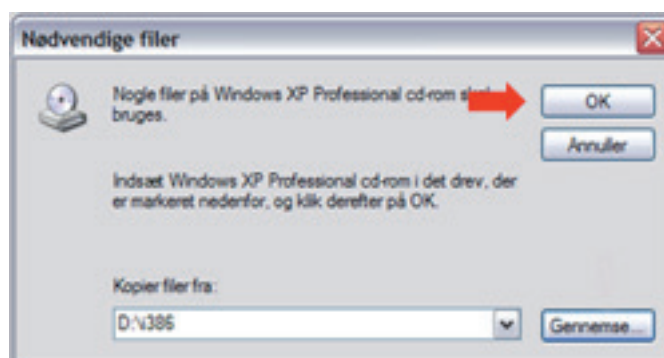 Nødvendige filer
Nogle filer på Windows XP Professional cd-rom
bruges.
OK
Annuller
Indsæt Windows XP Professional cd-rom i det drev, der
er markeret nedenfor, og klik derefter på OK.
Kopier filer fra:
D:\i386
Gennemse...